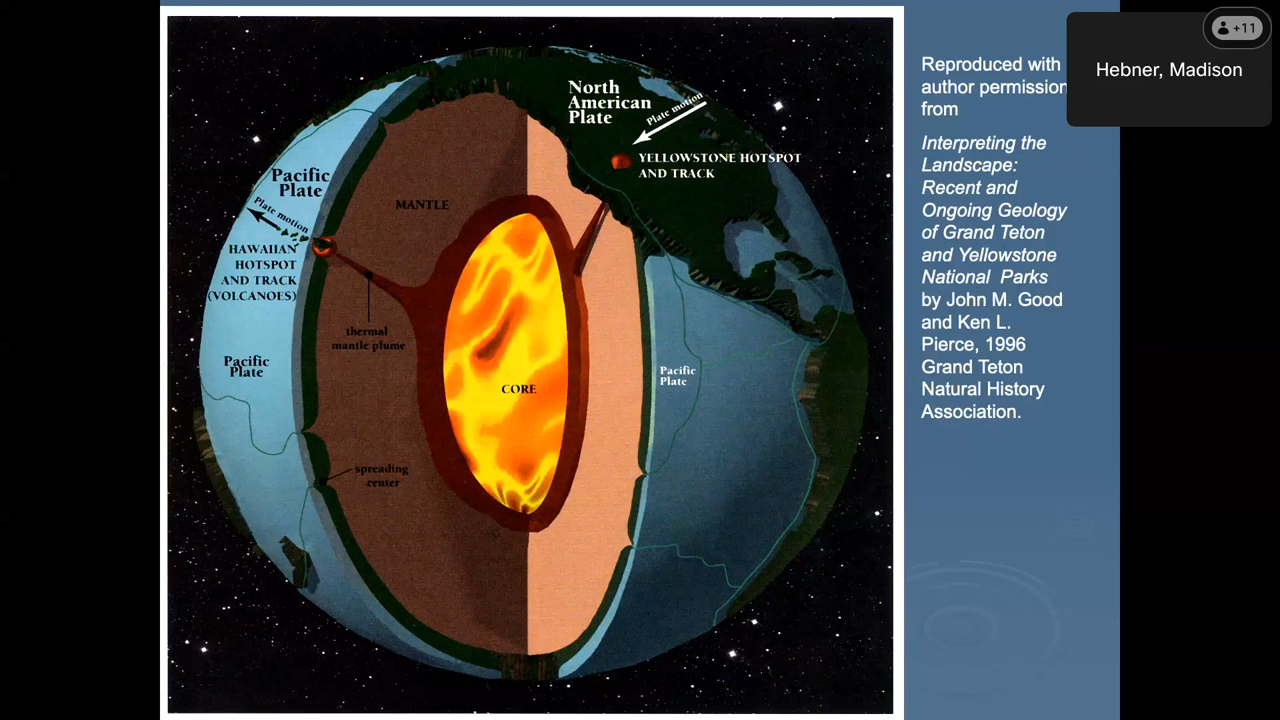 North
American
Plate
Plate motion
YELLOWSTONE HOTSPOT
AND TRACK
Pacific
Plate
Plate motion
HAWAIIAN
HOTSPOT
AND TRACK
(VOLCANOES)
MANTLE
thermal
mantle plume
Pacific
Plate
CORE
Pacific
Plate
spreading
center
Reproduced with
author permission
from
Interpreting the
Landscape:
Recent and
Ongoing Geology
of Grand Teton
and Yellowstone
National Parks
by John M. Good
and Ken L.
Pierce, 1996
Grand Teton
Natural History
Association.
+11
Hebner, Madison